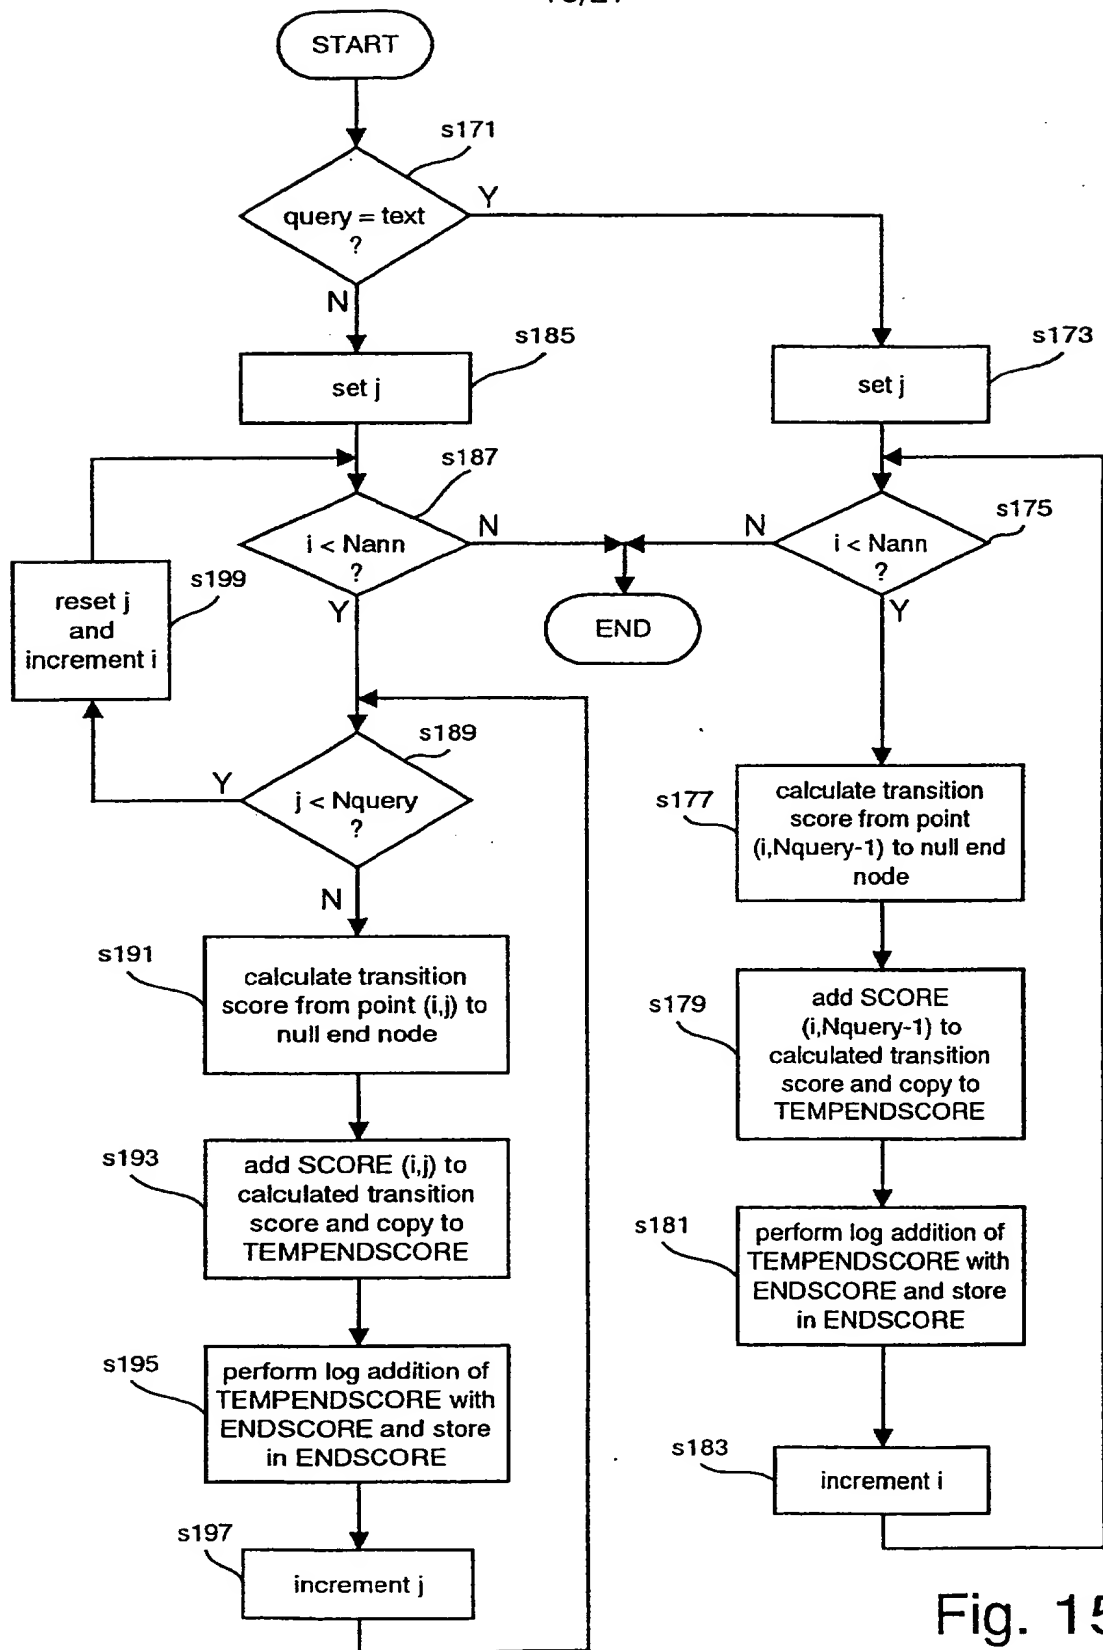 START
s171
query = text
?
Y
N
s185
set j
s173
set j
s187
i < Nann
?
N
Y
s175
i < Nann
?
N
Y
END
s199
reset j
and
increment i
s189
j < Nquery
?
Y
N
s177
calculate transition
score from point
(i,Nquery-1) to null end
node
s191
calculate transition
score from point (i,j) to
null end node
s179
add SCORE
(i,Nquery-1) to
calculated transition
score and copy to
TEMPENDSCORE
s193
add SCORE (i,j) to
calculated transition
score and copy to
TEMPENDSCORE
s181
perform log addition of
TEMPENDSCORE with
ENDSCORE and store
in ENDSCORE
s195
perform log addition of
TEMPENDSCORE with
ENDSCORE and store
in ENDSCORE
s183
increment i
s197
increment j
Fig. 15